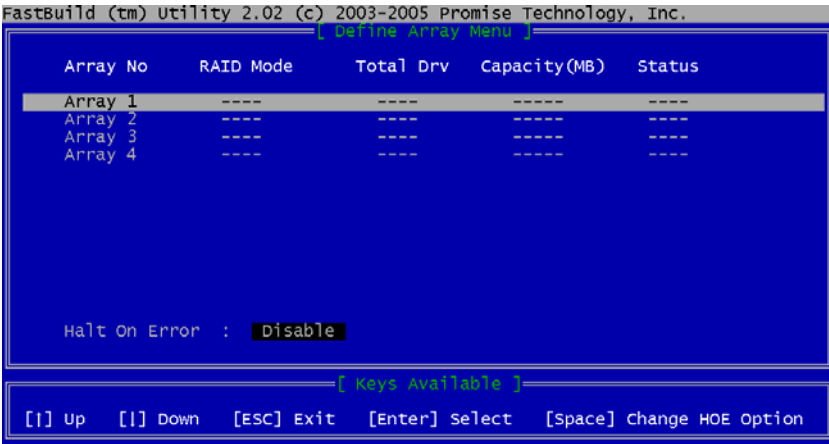 FastBuild (tm) Utility 2.02 (c) 2003-2005 Promise Technology, Inc.
[ Define Array Menu ]
Array No RAID Mode Total Drv Capacity(MB) Status
Array 1 ---- ---- ----- ----
Array 2 ---- ---- ----- ----
Array 3 ---- ---- ----- ----
Array 4 ---- ---- ----- ----
Halt On Error : Disable
[ Keys Available ]
[↑] Up [↓] Down [ESC] Exit [Enter] Select [Space] Change HOE Option